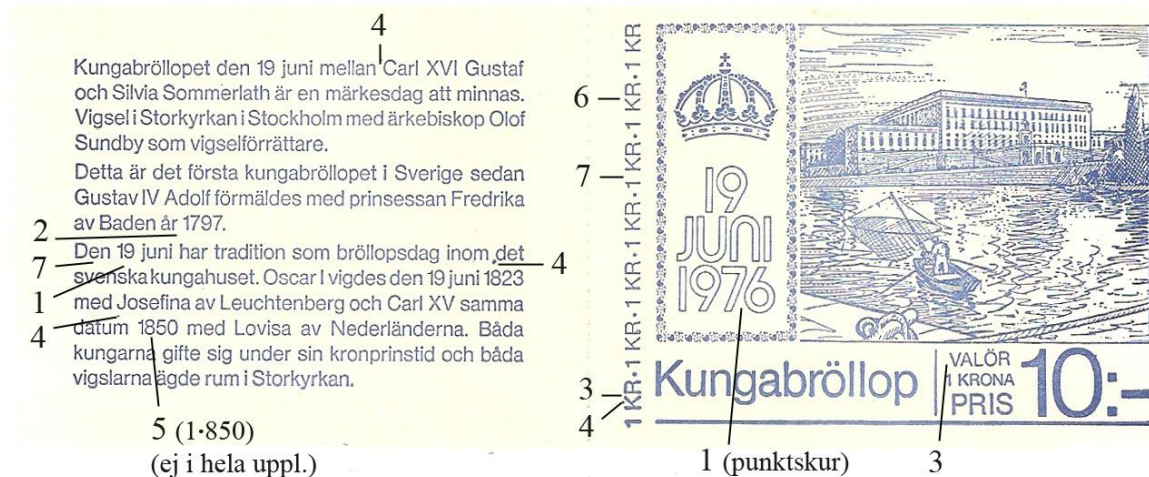 4
Kungabröllopet den 19 juni mellan Carl XVI Gustaf
och Silvia Sommerlath är en märkesdag att minnas.
Vigsel i Storkyrkan i Stockholm med ärkebiskop Olof
Sundby som vigselförrättare.
Detta är det första kungabröllopet i Sverige sedan
Gustav IV Adolf förmäldes med prinsessan Fredrika
av Baden år 1797.
2
Den 19 juni har tradition som bröllopsdag inom det
7
4
svenska kungahuset. Oscar I vigdes den 19 juni 1823
1
med Josefina av Leuchtenberg och Carl XV samma
4
datum 1850 med Lovisa av Nederländerna. Båda
kungarna gifte sig under sin kronprinstid och båda
vigslarna ägde rum i Storkyrkan.
5 (1·850)
(ej i hela uppl.)
6
7
3
4
1 KR·1 KR·1 KR·1 KR·1 KR·1 KR·1 KR
19
JUNI
1976
Kungabröllop
VALÖR
1 KRONA
PRIS
10:-
1 (punktskur)
3